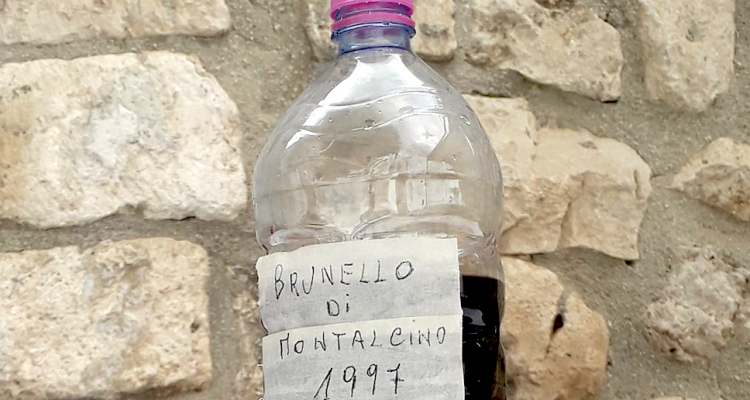 BRUNELLO
Di
MONTALCINO
1997